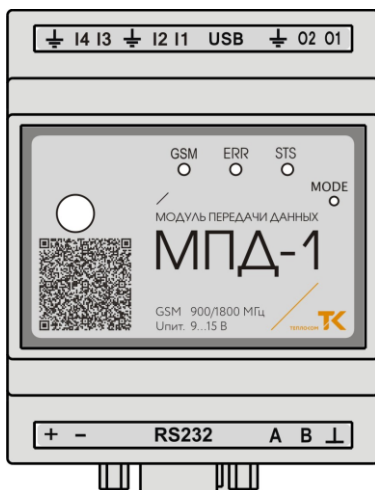 ⏚ I4 I3 ⏚ I2 I1 USB ⏚ O2 O1
GSM ERR STS
MODE
МОДУЛЬ ПЕРЕДАЧИ ДАННЫХ
МПД-1
GSM 900/1800 МГц
Uпит. 9...15 В
ТЕПЛОКОМ ТК
+ - RS232 A B ⊥